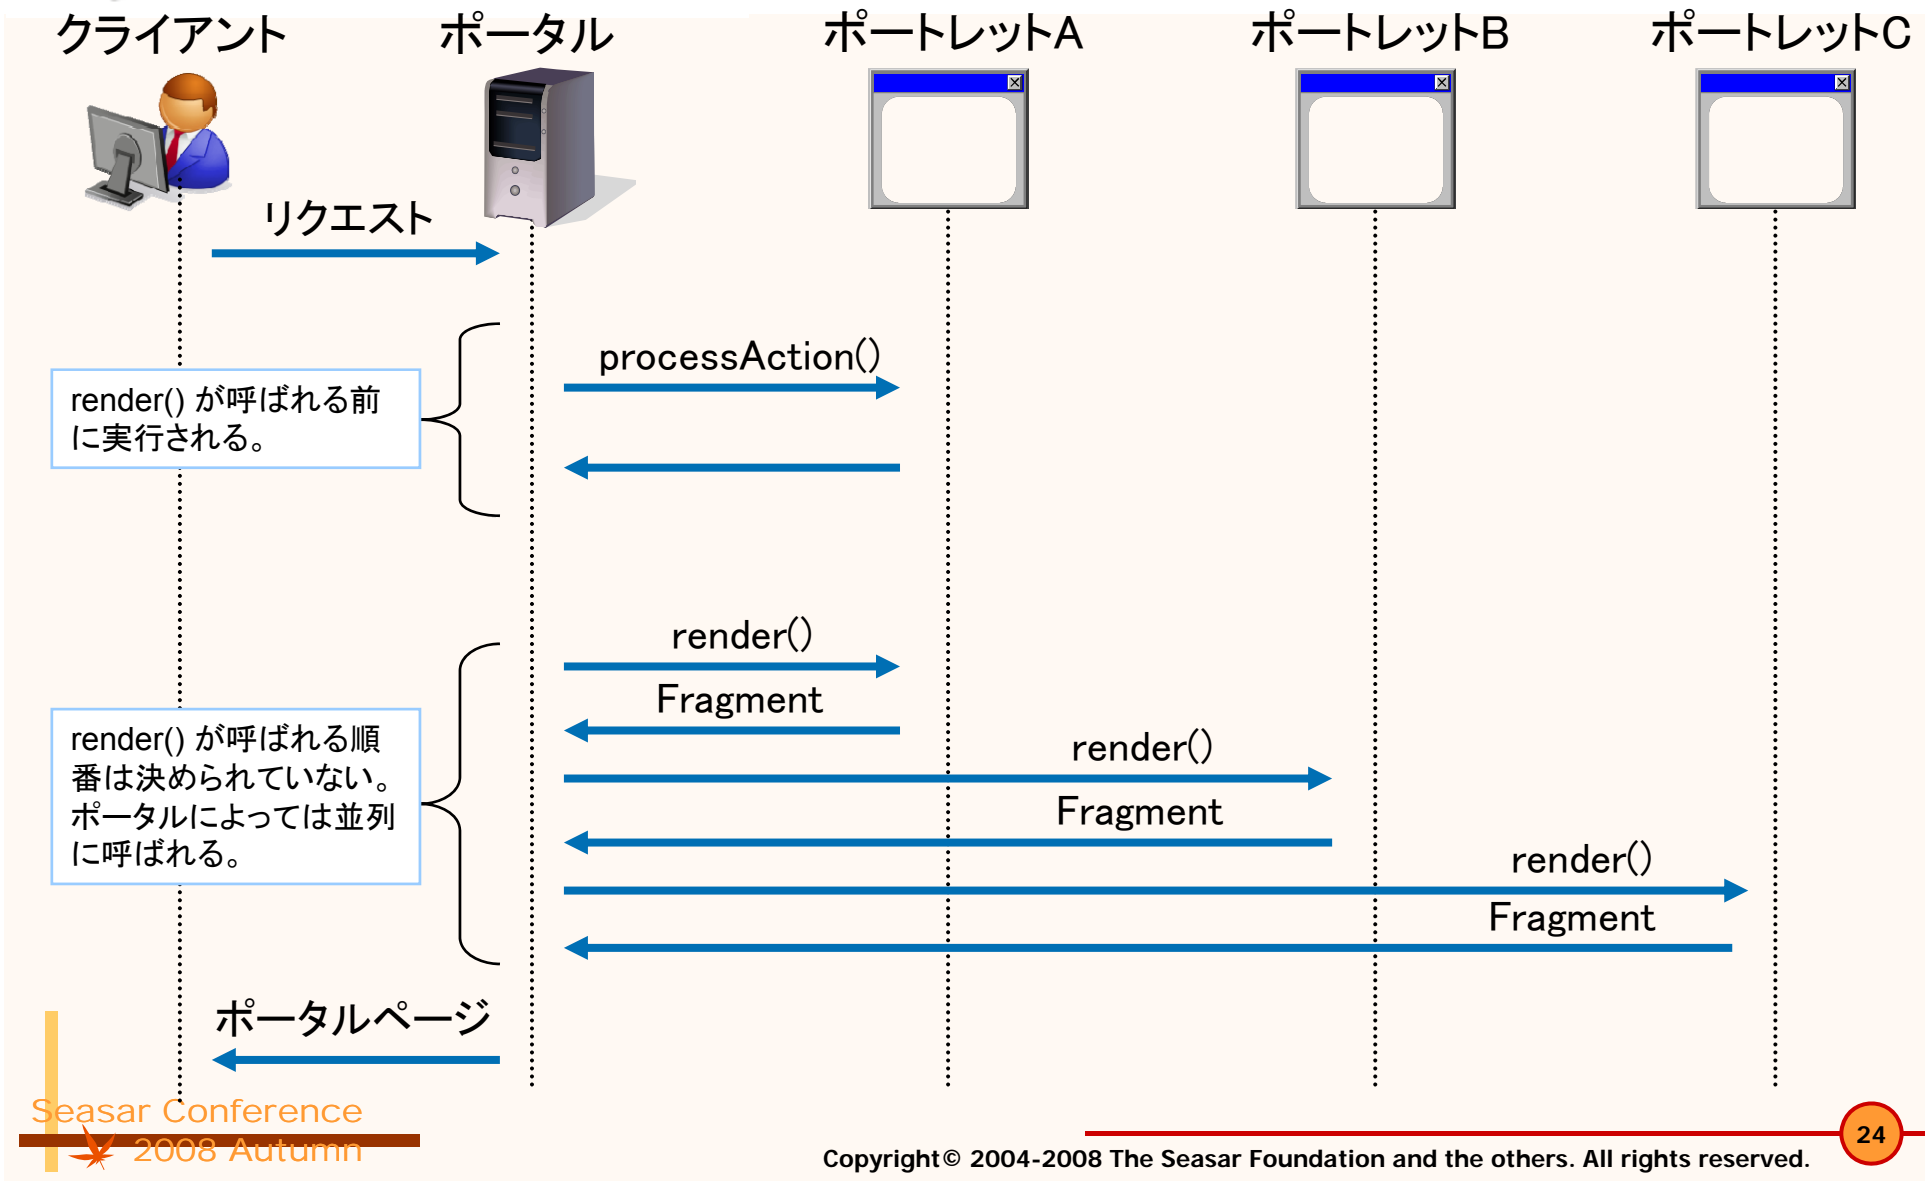 クライアント
ポータル
ポートレットA
ポートレットB
ポートレットC
リクエスト
processAction()
render() が呼ばれる前
に実行される。
render()
Fragment
render()
Fragment
render()
Fragment
render() が呼ばれる順
番は決められていない。
ポータルによっては並列
に呼ばれる。
ポータルページ
Seasar Conference
2008 Autumn
Copyright© 2004-2008 The Seasar Foundation and the others. All rights reserved.
24